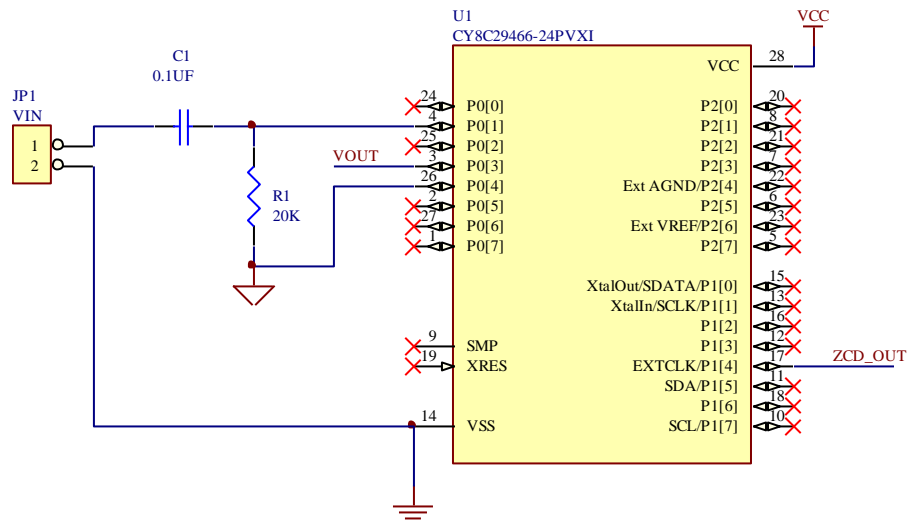 U1
CY8C29466-24PVXI
VCC
C1
0.1UF
JP1
VIN
1
2
R1
20K
VOUT
24 P0[0]
4 P0[1]
25 P0[2]
3 P0[3]
26 P0[4]
2 P0[5]
27 P0[6]
1 P0[7]
9 SMP
19 XRES
14 VSS
VCC 28
P2[0] 20
P2[1] 8
P2[2] 21
P2[3] 7
Ext AGND/P2[4] 22
P2[5] 6
Ext VREF/P2[6] 23
P2[7] 5
XtalOut/SDATA/P1[0] 15
XtalIn/SCLK/P1[1] 13
P1[2] 16
P1[3] 12
EXTCLK/P1[4] 17
SDA/P1[5] 11
P1[6] 18
SCL/P1[7] 10
ZCD_OUT